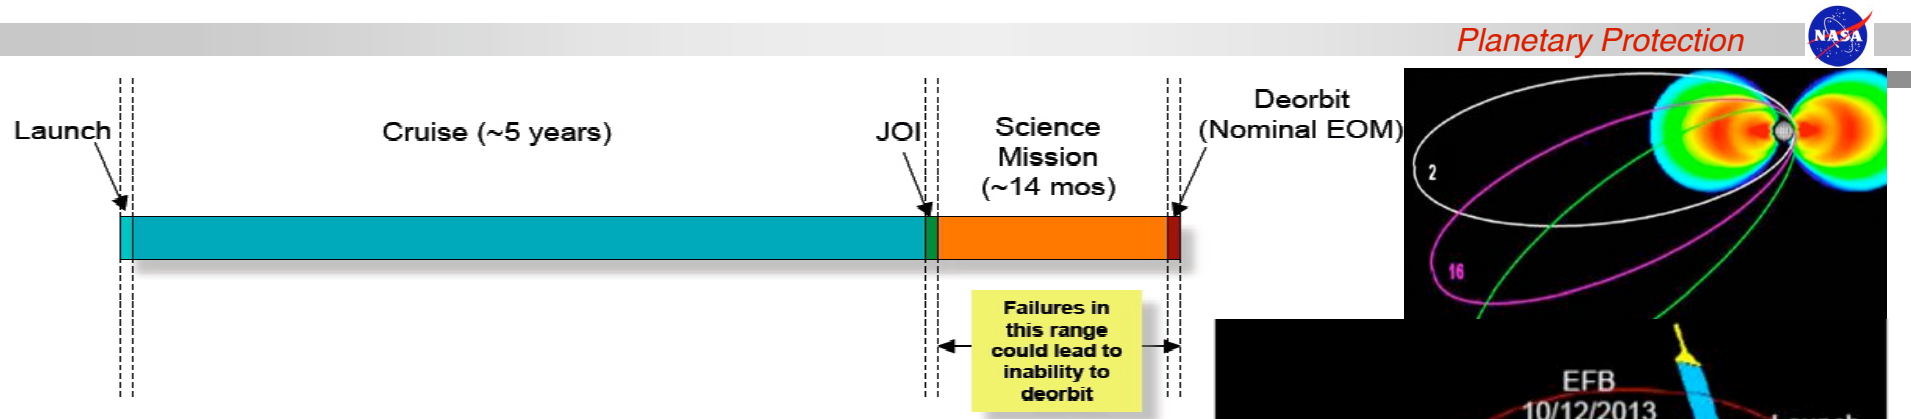 Planetary Protection
NASA
Launch
Cruise (~5 years)
JOI
Science
Mission
(~14 mos)
Deorbit
(Nominal EOM)
2
16
Failures in
this range
could lead to
inability to
deorbit
EFB
10/12/2013